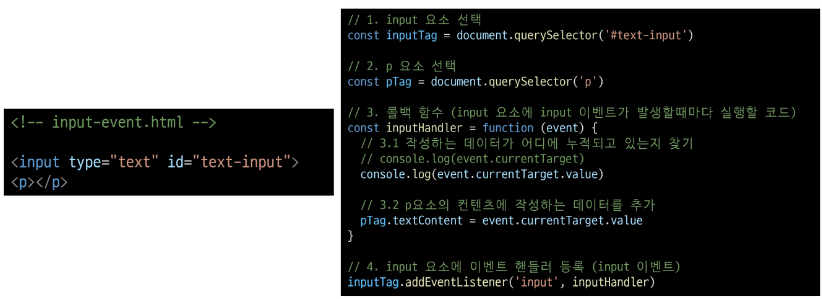 <!-- input-event.html -->
<input type="text" id="text-input">
<p></p>
// 1. input 요소 선택
const inputTag = document.querySelector('#text-input')
// 2. p 요소 선택
const pTag = document.querySelector('p')
// 3. 콜백 함수 (input 요소에 input 이벤트가 발생할때마다 실행할 코드)
const inputHandler = function (event) {
// 3.1 작성하는 데이터가 어디에 누적되고 있는지 찾기
// console.log(event.currentTarget)
console.log(event.currentTarget.value)
// 3.2 p요소의 컨텐츠에 작성하는 데이터를 추가
pTag.textContent = event.currentTarget.value
}
// 4. input 요소에 이벤트 핸들러 등록 (input 이벤트)
inputTag.addEventListener('input', inputHandler)